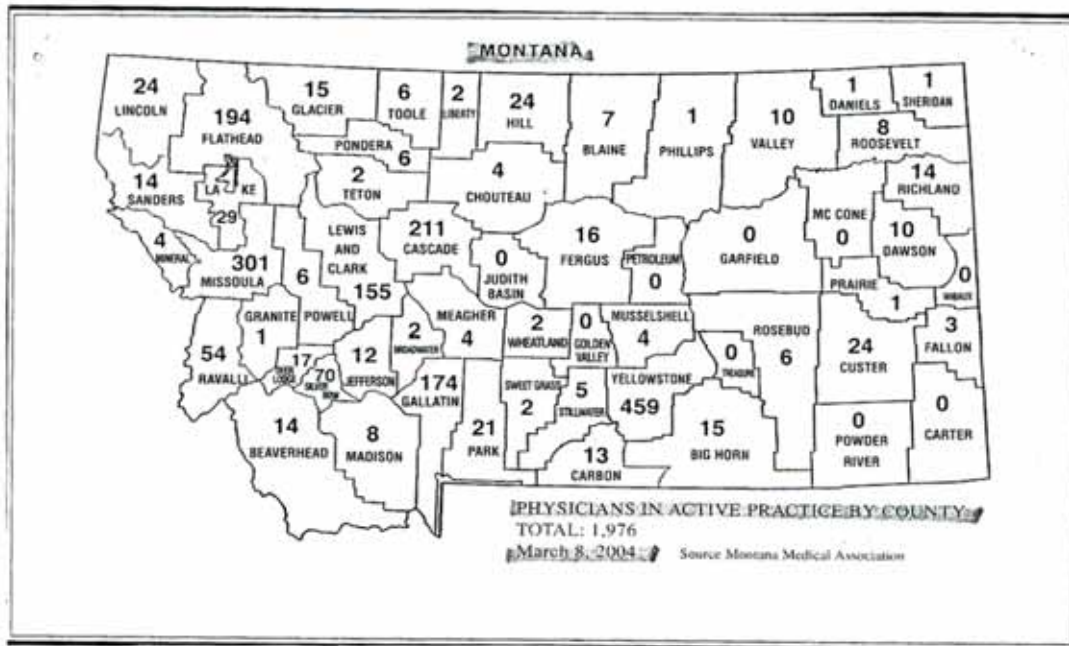 MONTANA
24
LINCOLN
194
FLATHEAD
15
GLACIER
6
TOOLE
2
LIBERTY
24
HILL
7
BLAINE
1
PHILLIPS
10
VALLEY
1
DANIELS
1
SHERIDAN
8
ROOSEVELT
PONDERA
6
14
SANDERS
LA KE
29
2
TETON
4
CHOUTEAU
MC CONE
0
14
RICHLAND
10
DAWSON
4
MINERAL
301
MISSOULA
6
POWELL
LEWIS
AND
CLARK
155
211
CASCADE
0
JUDITH
BASIN
16
FERGUS
PETROLEUM
0
0
GARFIELD
PRAIRIE
1
0
WIBAUX
54
RAVALLI
GRANITE
1
17
DEER
LODGE
70
SILVER
BOW
12
JEFFERSON
2
BROADWATER
MEAGHER
4
2
WHEATLAND
0
GOLDEN
VALLEY
MUSSELSHELL
4
0
TREASURE
ROSEBUD
6
24
CUSTER
3
FALLON
14
BEAVERHEAD
8
MADISON
174
GALLATIN
21
PARK
SWEET GRASS
2
5
STILLWATER
YELLOWSTONE
459
13
CARBON
15
BIG HORN
0
POWDER
RIVER
0
CARTER
PHYSICIANS IN ACTIVE PRACTICE BY COUNTY
TOTAL: 1,976
March 8, 2004
Source Montana Medical Association